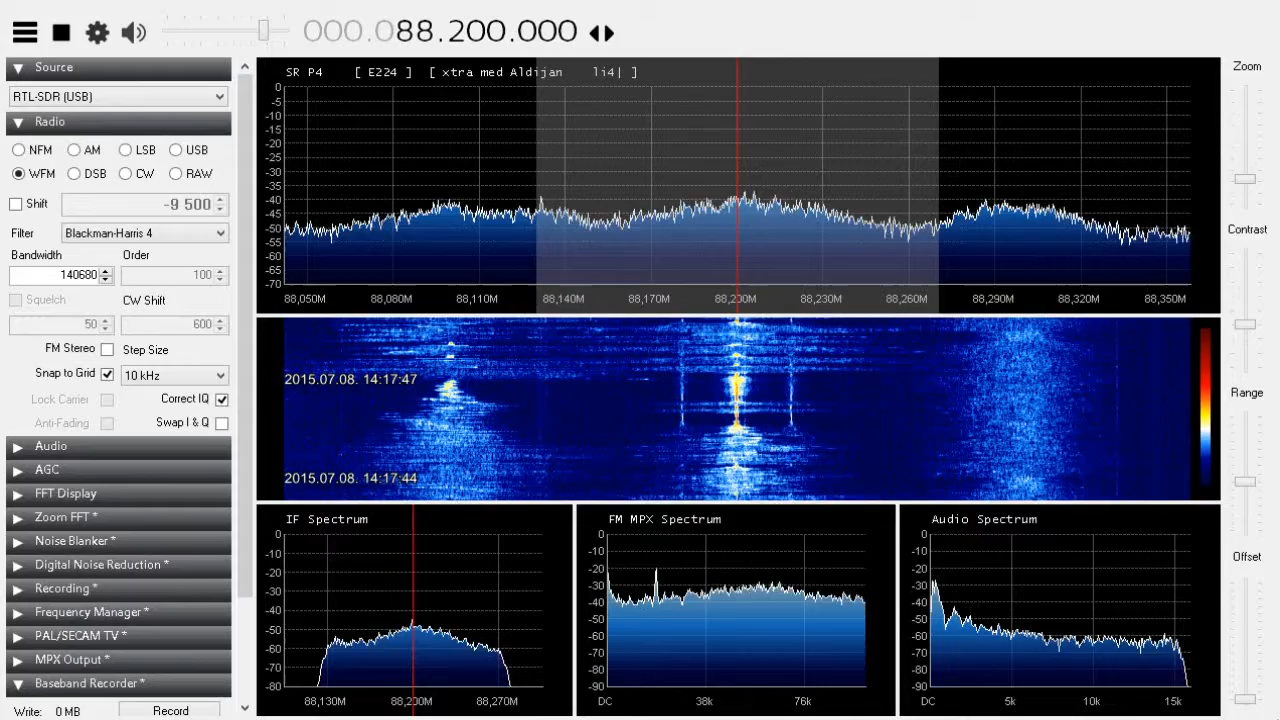 000.088.200.000
Source
RTL-SDR (USB)
Radio
NFM AM LSB USB
WFM DSB CW RAW
Shift -9 500
Filter Blackman-Harris 4
Bandwidth Order
140680 100
Squelch CW Shift
50 600
FM Stereo Step Size
Snap to Grid 10 kHz
Lock Carrier Correct IQ
Anti-Fading Swap I & Q
Audio
AGC
FFT Display
Zoom FFT *
Noise Blanker *
Digital Noise Reduction *
Recording *
Frequency Manager *
PAL/SECAM TV *
MPX Output *
Baseband Recorder *
Write: 0 MB Record
SR P4 [ E224 ] [ xtra med Aldijan li4| ]
0
-5
-10
-15
-20
-25
-30
-35
-40
-45
-50
-55
-60
-65
-70
88,050M 88,080M 88,110M 88,140M 88,170M 88,200M 88,230M 88,260M 88,290M 88,320M 88,350M
2015.07.08. 14:17:47
2015.07.08. 14:17:44
IF Spectrum
0
-10
-20
-30
-40
-50
-60
-70
-80
88,130M 88,200M 88,270M
FM MPX Spectrum
0
-10
-20
-30
-40
-50
-60
-70
-80
-90
DC 38k 76k
Audio Spectrum
0
-10
-20
-30
-40
-50
-60
-70
-80
-90
DC 5k 10k 15k
Zoom
Contrast
Range
Offset